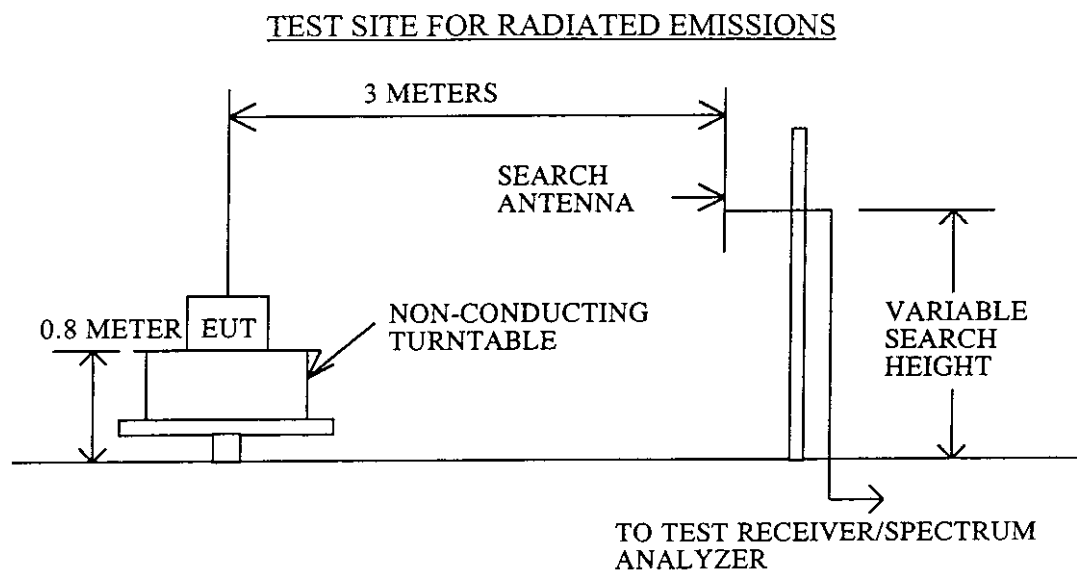 TEST SITE FOR RADIATED EMISSIONS
3 METERS
SEARCH
ANTENNA
0.8 METER
EUT
NON-CONDUCTING
TURNTABLE
VARIABLE
SEARCH
HEIGHT
TO TEST RECEIVER/SPECTRUM
ANALYZER